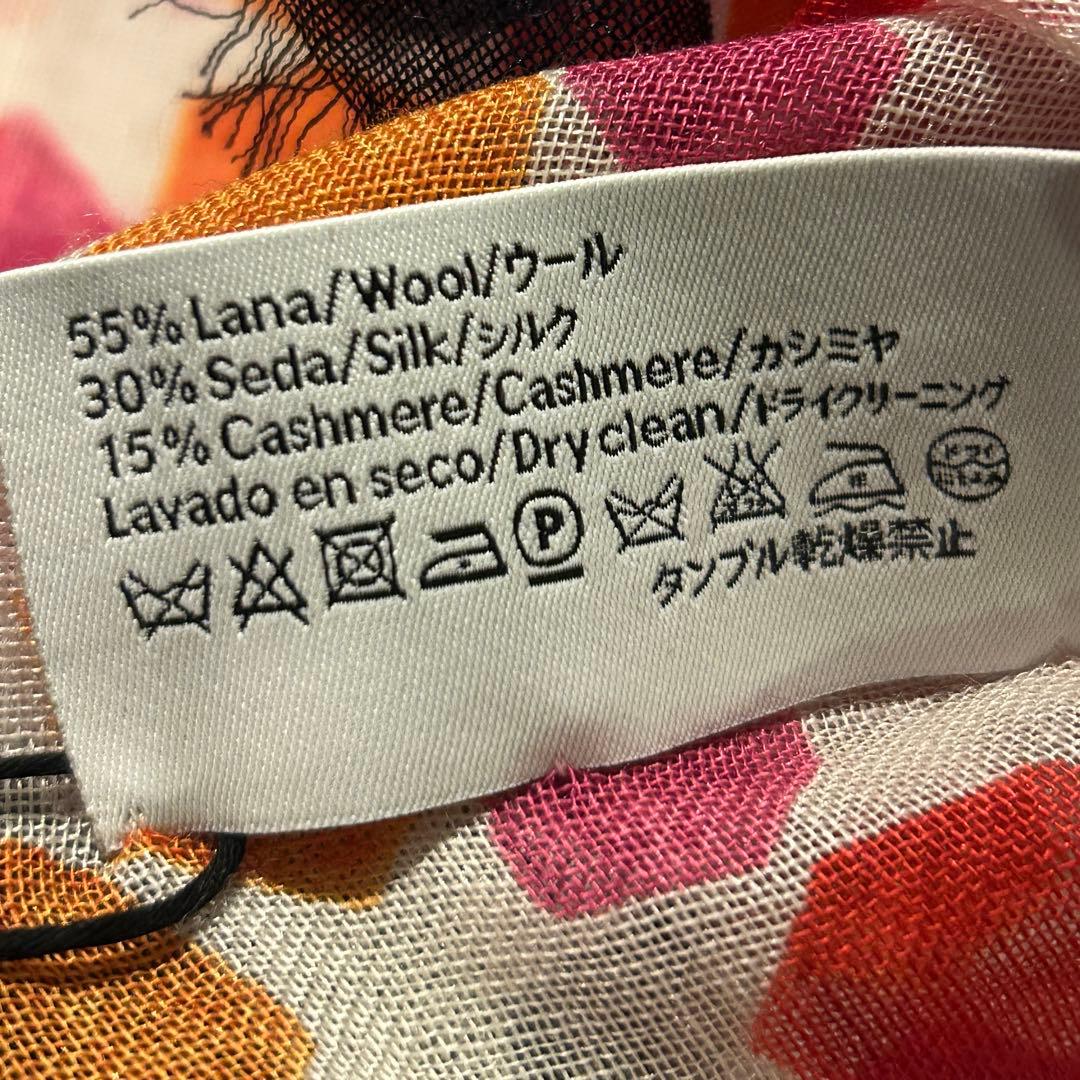 55% Lana/Wool/ウール
30% Seda/Silk/シルク
15% Cashmere/Cashmere/カシミヤ
Lavado en seco/Dry clean/ドライクリーニング
P
タンブル乾燥禁止